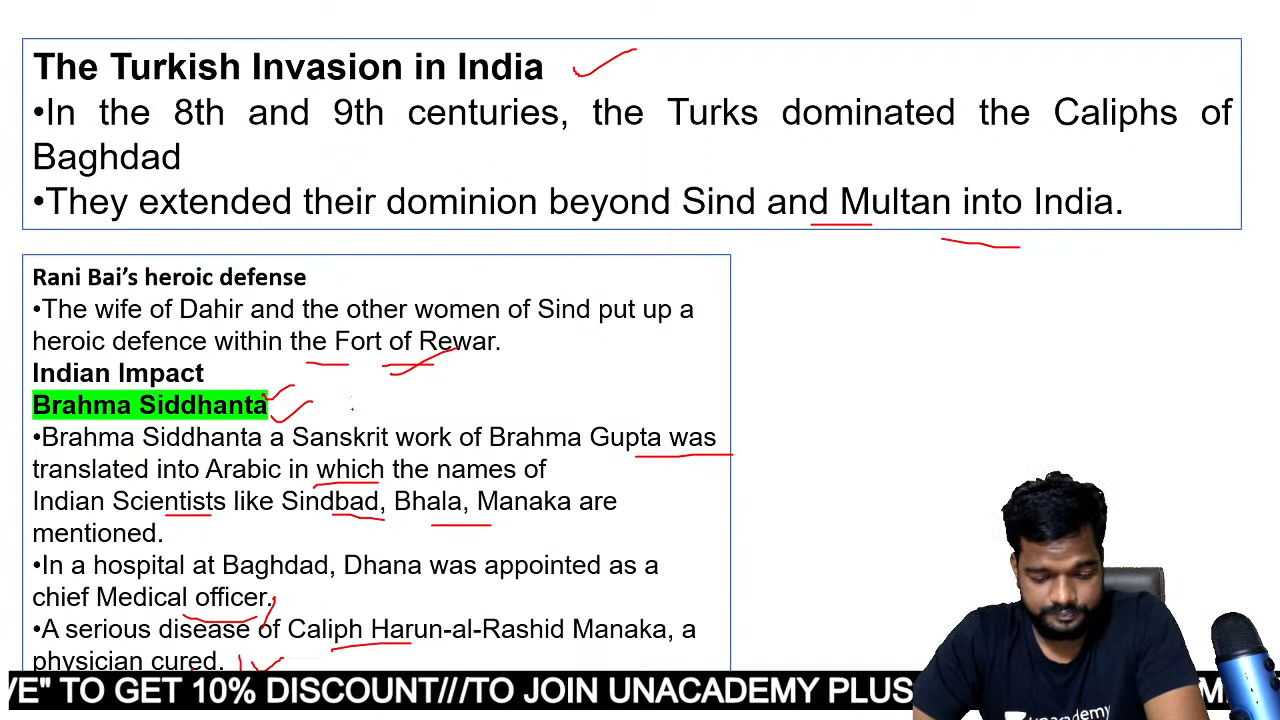 The Turkish Invasion in India
•In the 8th and 9th centuries, the Turks dominated the Caliphs of
Baghdad
•They extended their dominion beyond Sind and Multan into India.
Rani Bai’s heroic defense
•The wife of Dahir and the other women of Sind put up a
heroic defence within the Fort of Rewar.
Indian Impact
Brahma Siddhanta
•Brahma Siddhanta a Sanskrit work of Brahma Gupta was
translated into Arabic in which the names of
Indian Scientists like Sindbad, Bhala, Manaka are
mentioned.
•In a hospital at Baghdad, Dhana was appointed as a
chief Medical officer.
•A serious disease of Caliph Harun-al-Rashid Manaka, a
physician cured.
VE" TO GET 10% DISCOUNT///TO JOIN UNACADEMY PLUS
unacademy